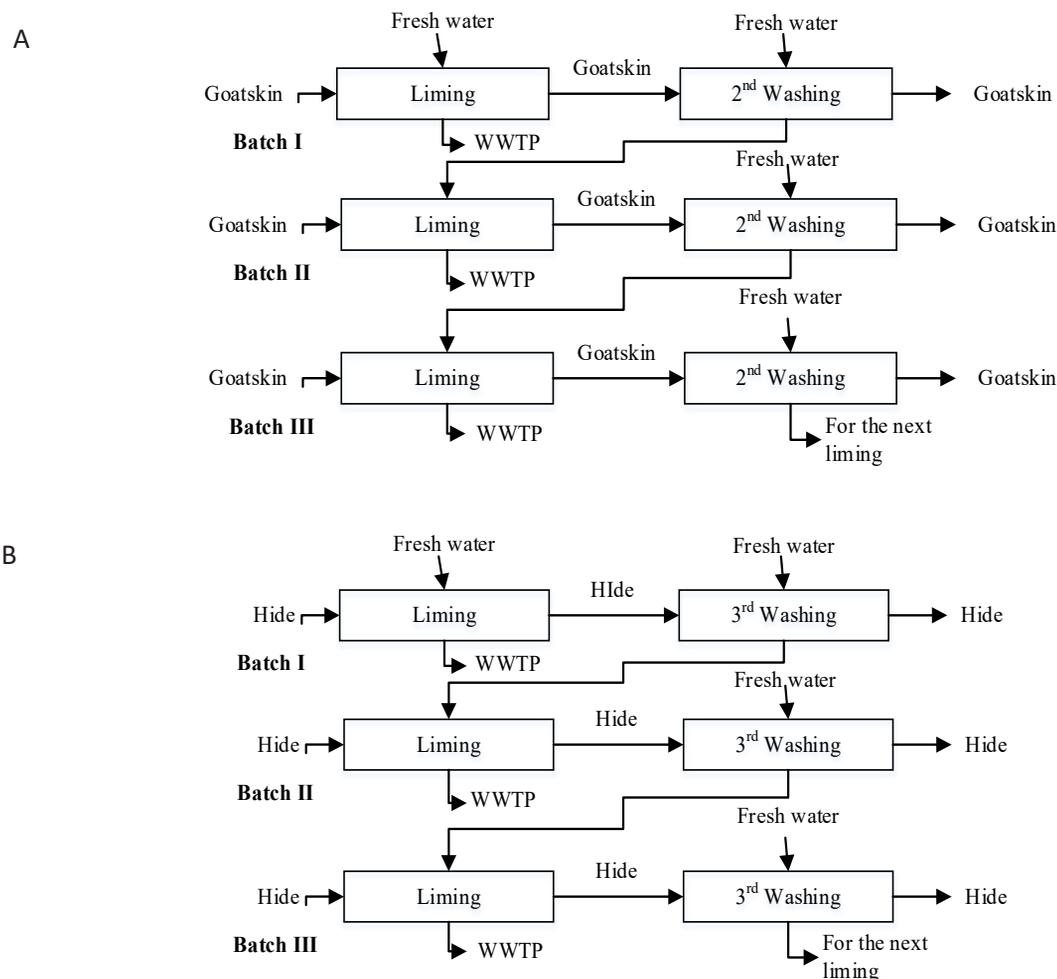 A
Fresh water
Fresh water
Goatskin
Goatskin
Liming
2nd Washing
Goatskin
Batch I
WWTP
Fresh water
Goatskin
Goatskin
Liming
2nd Washing
Goatskin
Batch II
WWTP
Fresh water
Goatskin
Goatskin
Liming
2nd Washing
Goatskin
Batch III
WWTP
For the next
liming
B
Fresh water
Fresh water
Hide
Liming
HIde
3rd Washing
Hide
Batch I
WWTP
Fresh water
Hide
Liming
Hide
3rd Washing
Hide
Batch II
WWTP
Fresh water
Hide
Liming
Hide
3rd Washing
Hide
Batch III
WWTP
For the next
liming